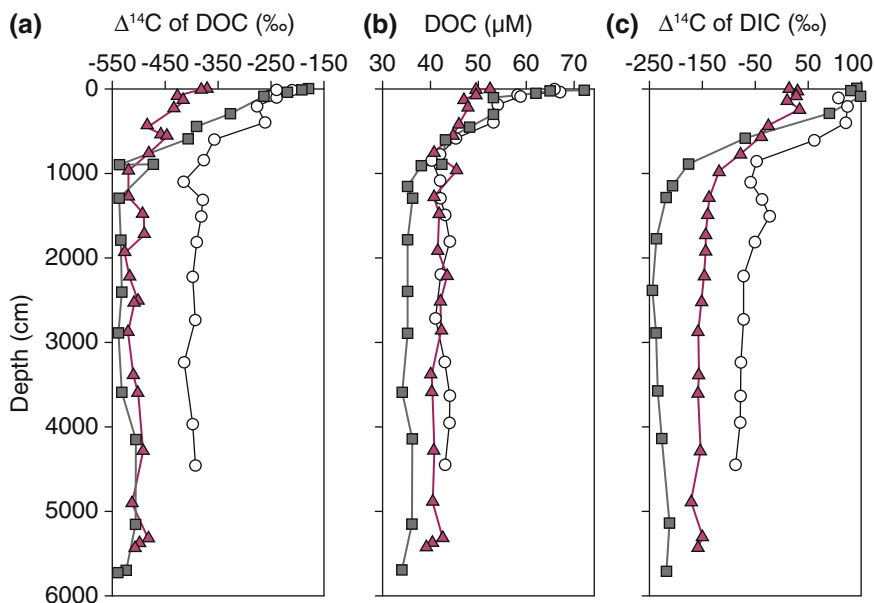 (a) Δ¹⁴C of DOC (‰)
-550 -450 -350 -250 -150
(b) DOC (µM)
30 40 50 60 70
(c) Δ¹⁴C of DIC (‰)
-250 -150 -50 50 100
Depth (cm)
0
1000
2000
3000
4000
5000
6000